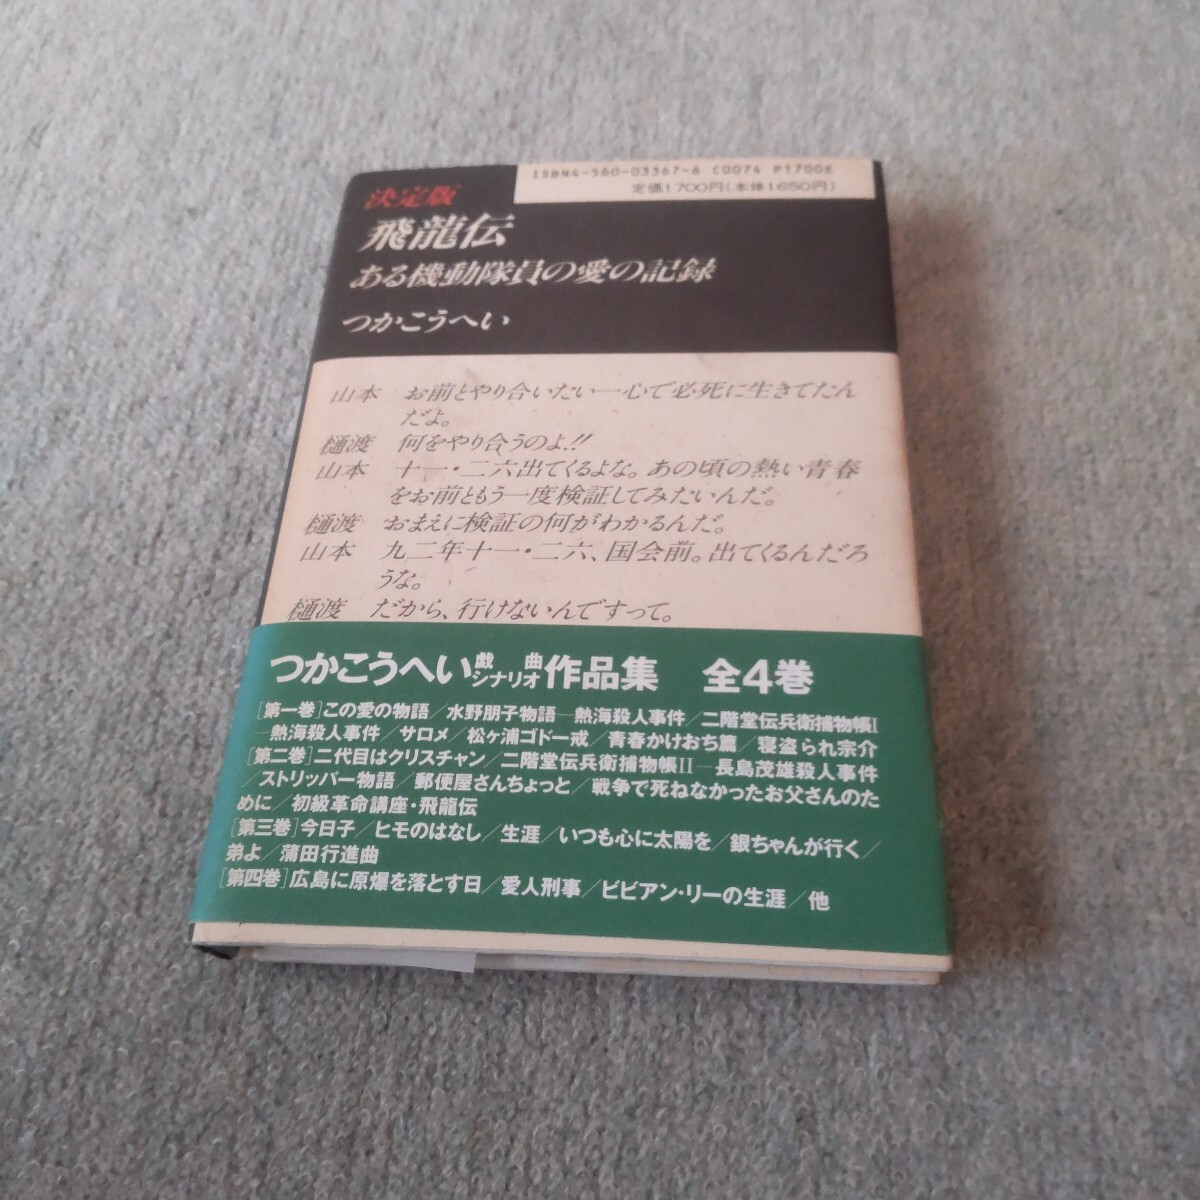 ISBN4-560-03367-6 C0074 P1700E
定価1700円(本体1650円)
決定版
飛龍伝
ある機動隊員の愛の記録
つかこうへい
山本 お前とやり合いたい一心で必死に生きてたん
だよ。
樋渡 何をやり合うのよ!!
山本 十一・二六出てくるよな。あの頃の熱い青春
をお前ともう一度検証してみたいんだ。
樋渡 おまえに検証の何がわかるんだ。
山本 九二年十一・二六、国会前。出てくるんだろ
うな。
樋渡 だから、行けないんですって。
つかこうへい戯曲シナリオ作品集 全4巻
[第一巻]この愛の物語/水野朋子物語―熱海殺人事件/二階堂伝兵衛捕物帳I
―熱海殺人事件/サロメ/松ヶ浦ゴドー戒/青春かけおち篇/寝盗られ宗介
[第二巻]二代目はクリスチャン/二階堂伝兵衛捕物帳II―長島茂雄殺人事件
/ストリッパー物語/郵便屋さんちょっと/戦争で死ねなかったお父さんのた
めに/初級革命講座・飛龍伝
[第三巻]今日子/ヒモのはなし/生涯/いつも心に太陽を/銀ちゃんが行く/
弟よ/蒲田行進曲
[第四巻]広島に原爆を落とす日/愛人刑事/ビビアン・リーの生涯/他